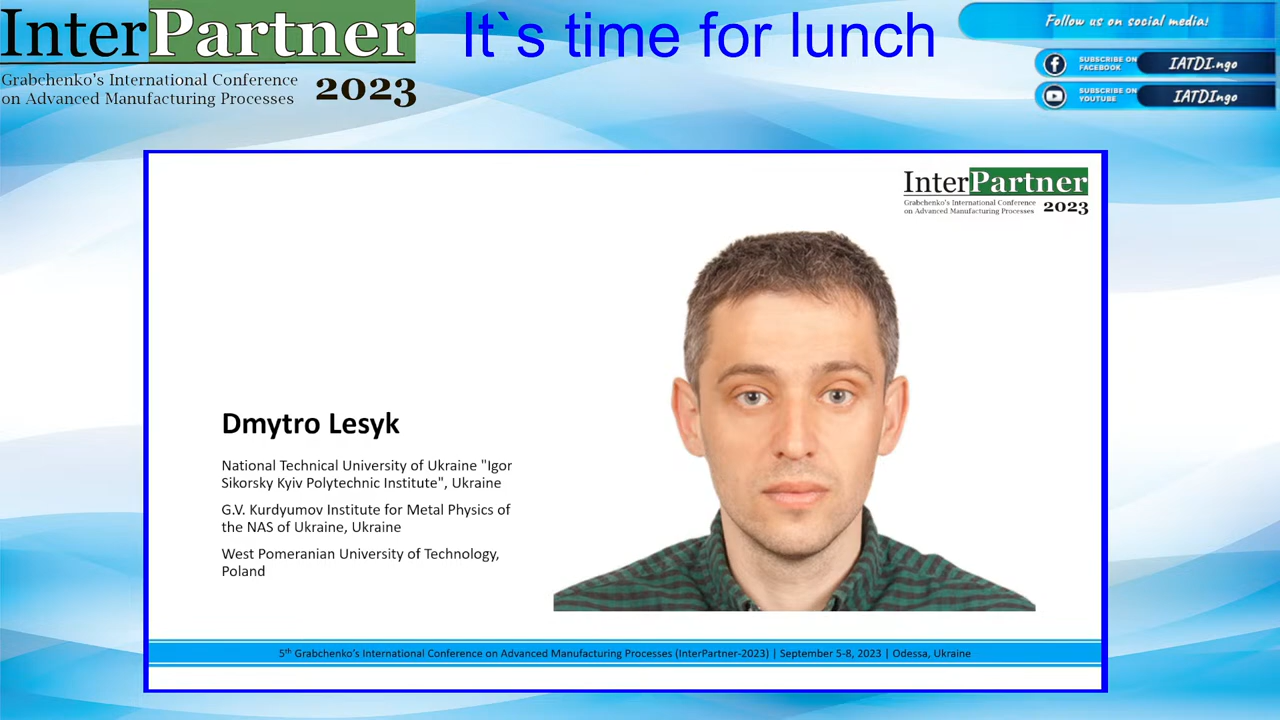 InterPartner
Grabchenko's International Conference
on Advanced Manufacturing Processes 2023
It`s time for lunch
Follow us on social media!
SUBSCRIBE ON
FACEBOOK
IATDI.ngo
SUBSCRIBE ON
YOUTUBE
IATDIngo
InterPartner
Grabchenko's International Conference
on Advanced Manufacturing Processes 2023
Dmytro Lesyk
National Technical University of Ukraine "Igor
Sikorsky Kyiv Polytechnic Institute", Ukraine
G.V. Kurdyumov Institute for Metal Physics of
the NAS of Ukraine, Ukraine
West Pomeranian University of Technology,
Poland
5th Grabchenko's International Conference on Advanced Manufacturing Processes (InterPartner-2023) | September 5-8, 2023 | Odessa, Ukraine